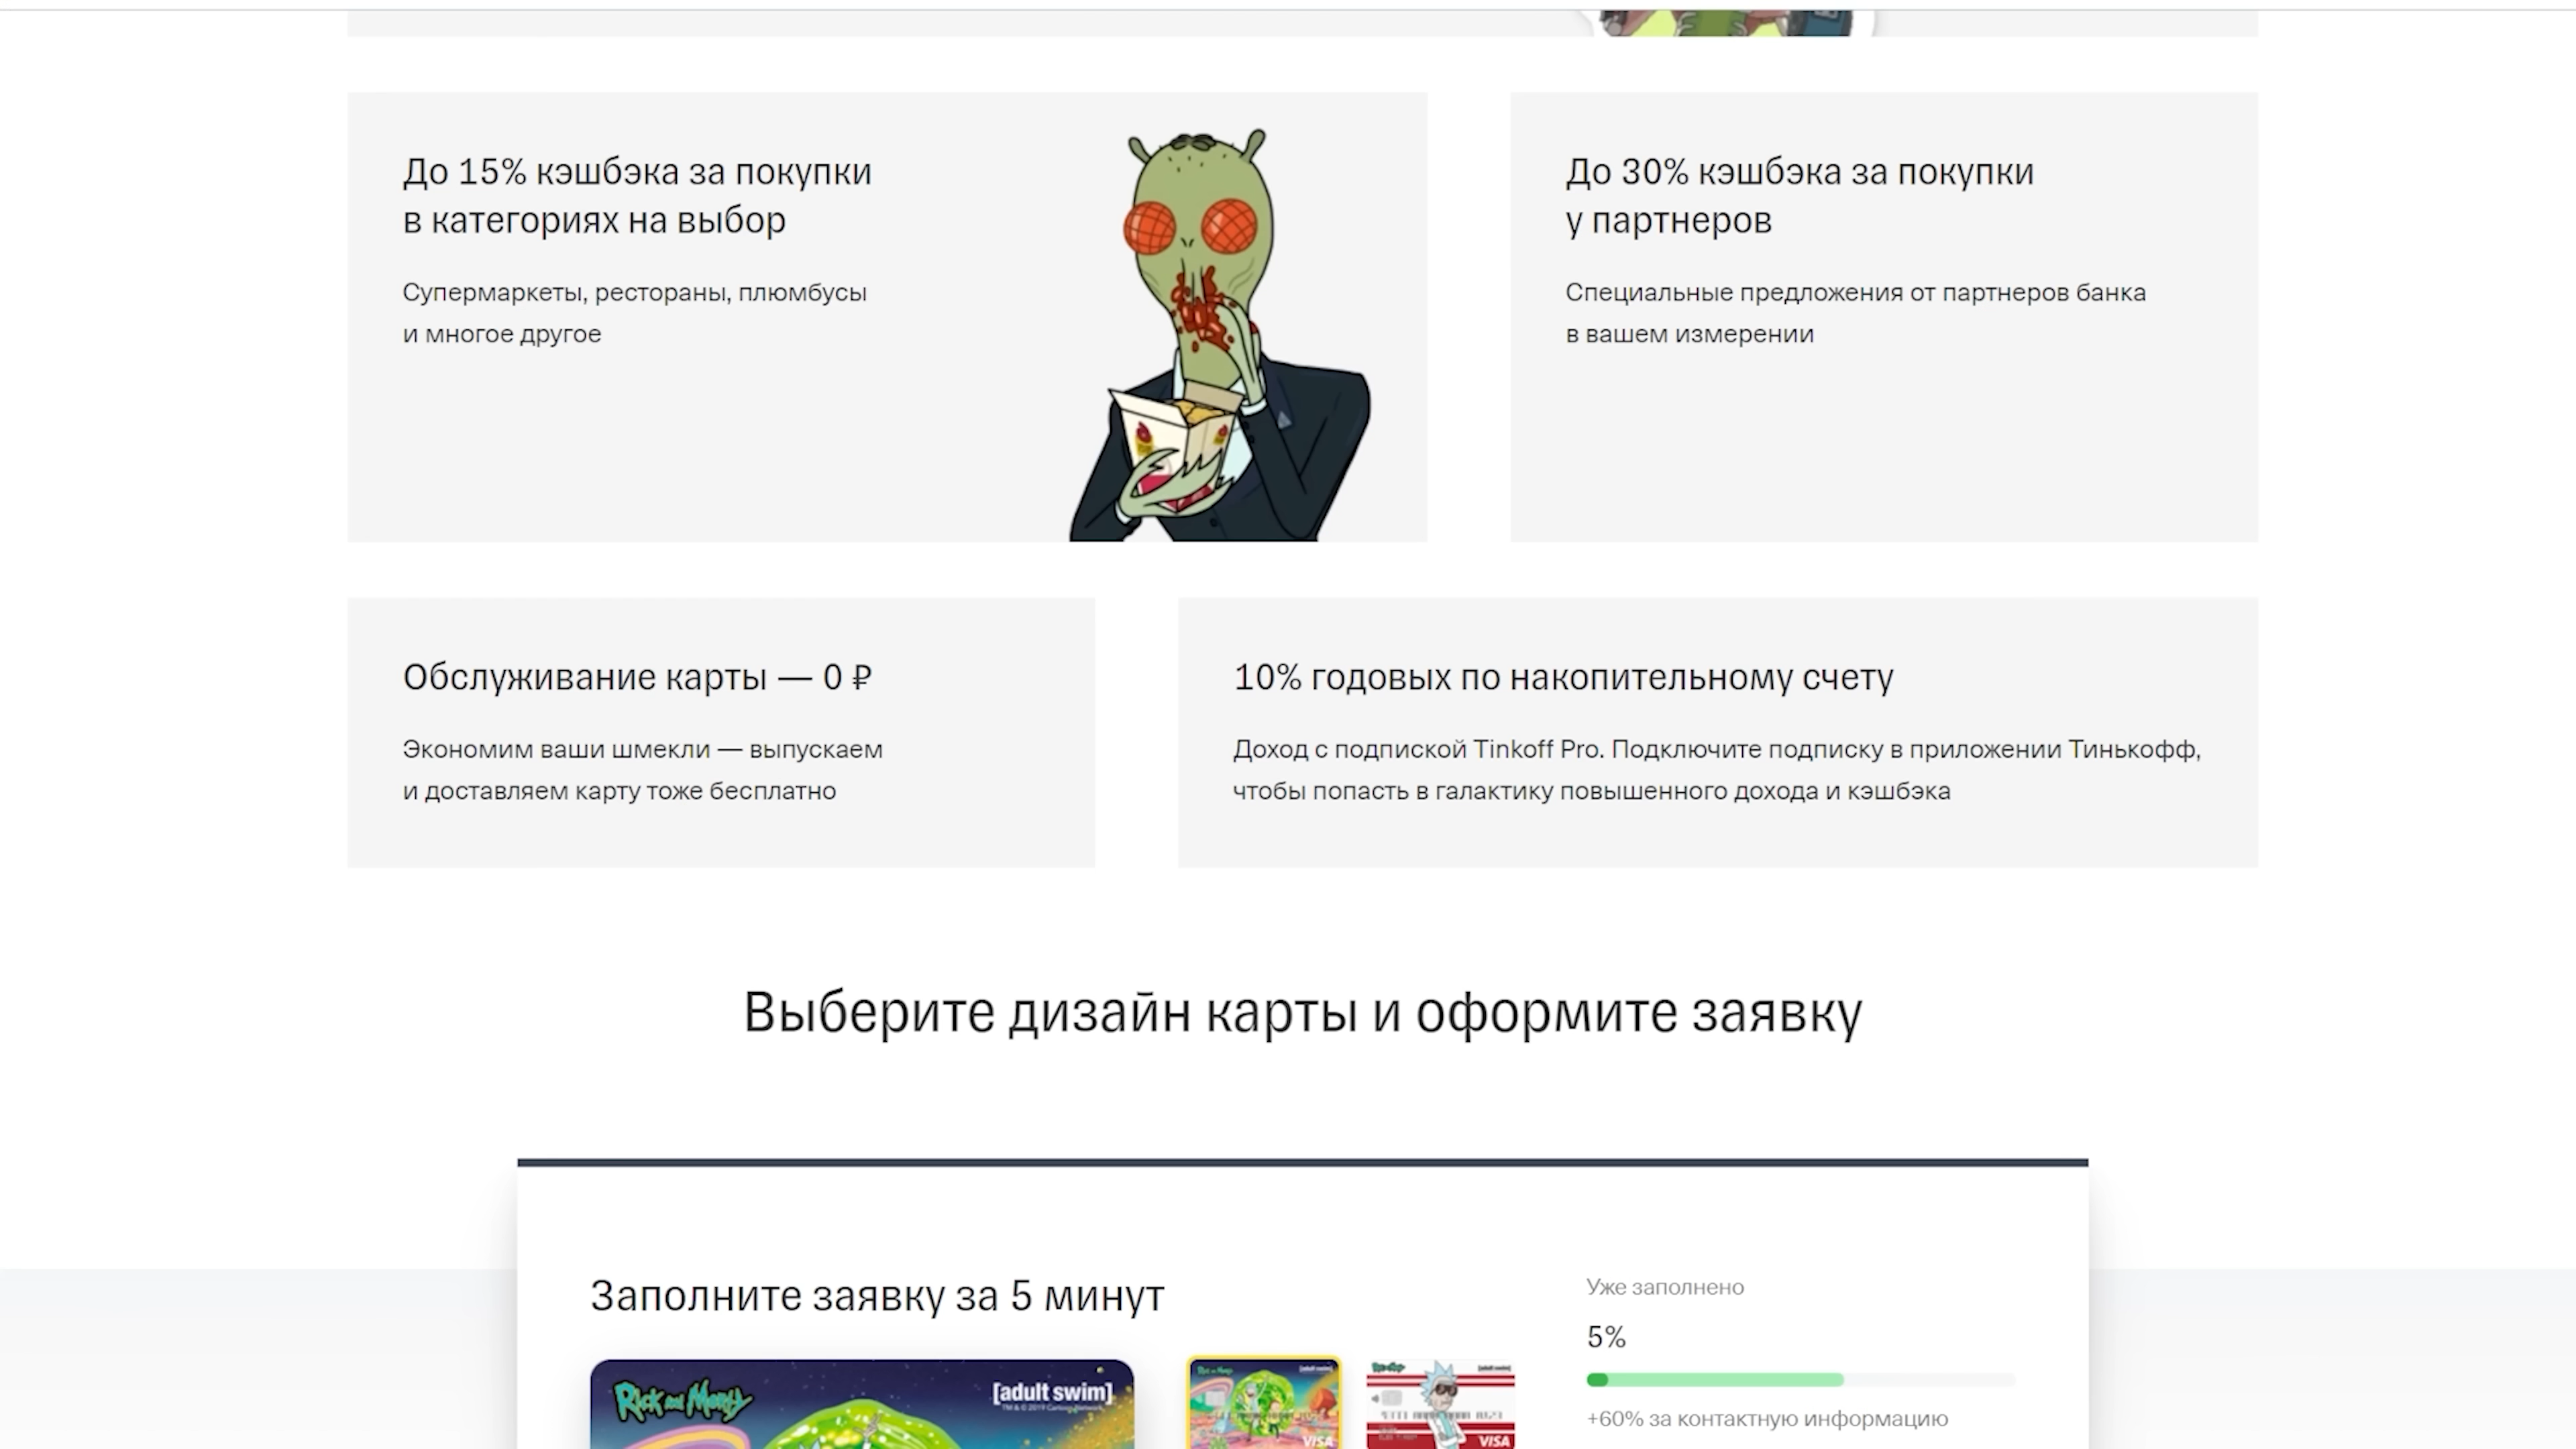 До 15% кэшбэка за покупки
в категориях на выбор
Супермаркеты, рестораны, плюмбусы
и многое другое
До 30% кэшбэка за покупки
у партнеров
Специальные предложения от партнеров банка
в вашем измерении
Обслуживание карты — 0 ₽
Экономим ваши шмекли — выпускаем
и доставляем карту тоже бесплатно
10% годовых по накопительному счету
Доход с подпиской Tinkoff Pro. Подключите подписку в приложении Тинькофф,
чтобы попасть в галактику повышенного дохода и кэшбэка
Выберите дизайн карты и оформите заявку
Заполните заявку за 5 минут
Уже заполнено
5%
+60% за контактную информацию
Rick and Morty
[adult swim]
VISA
VISA